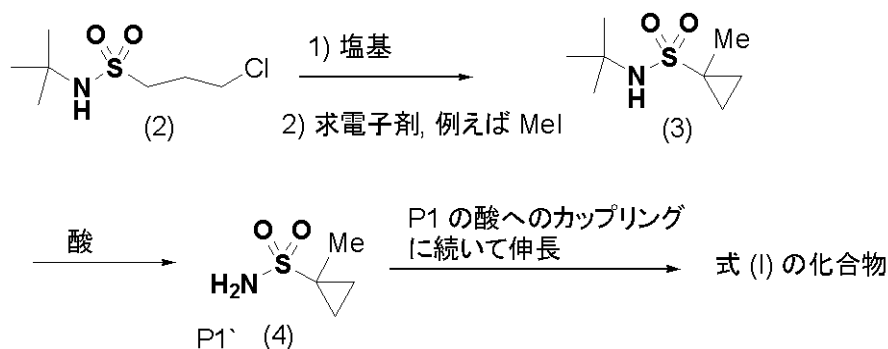 O O
S
N
H
Cl
(2)
1) 塩基
2) 求電子剤, 例えば MeI
O O
Me
S
N
H
(3)
酸
O O
Me
S
H₂N
P1` (4)
P1 の酸へのカップリング
に続いて伸長
式 (I) の化合物